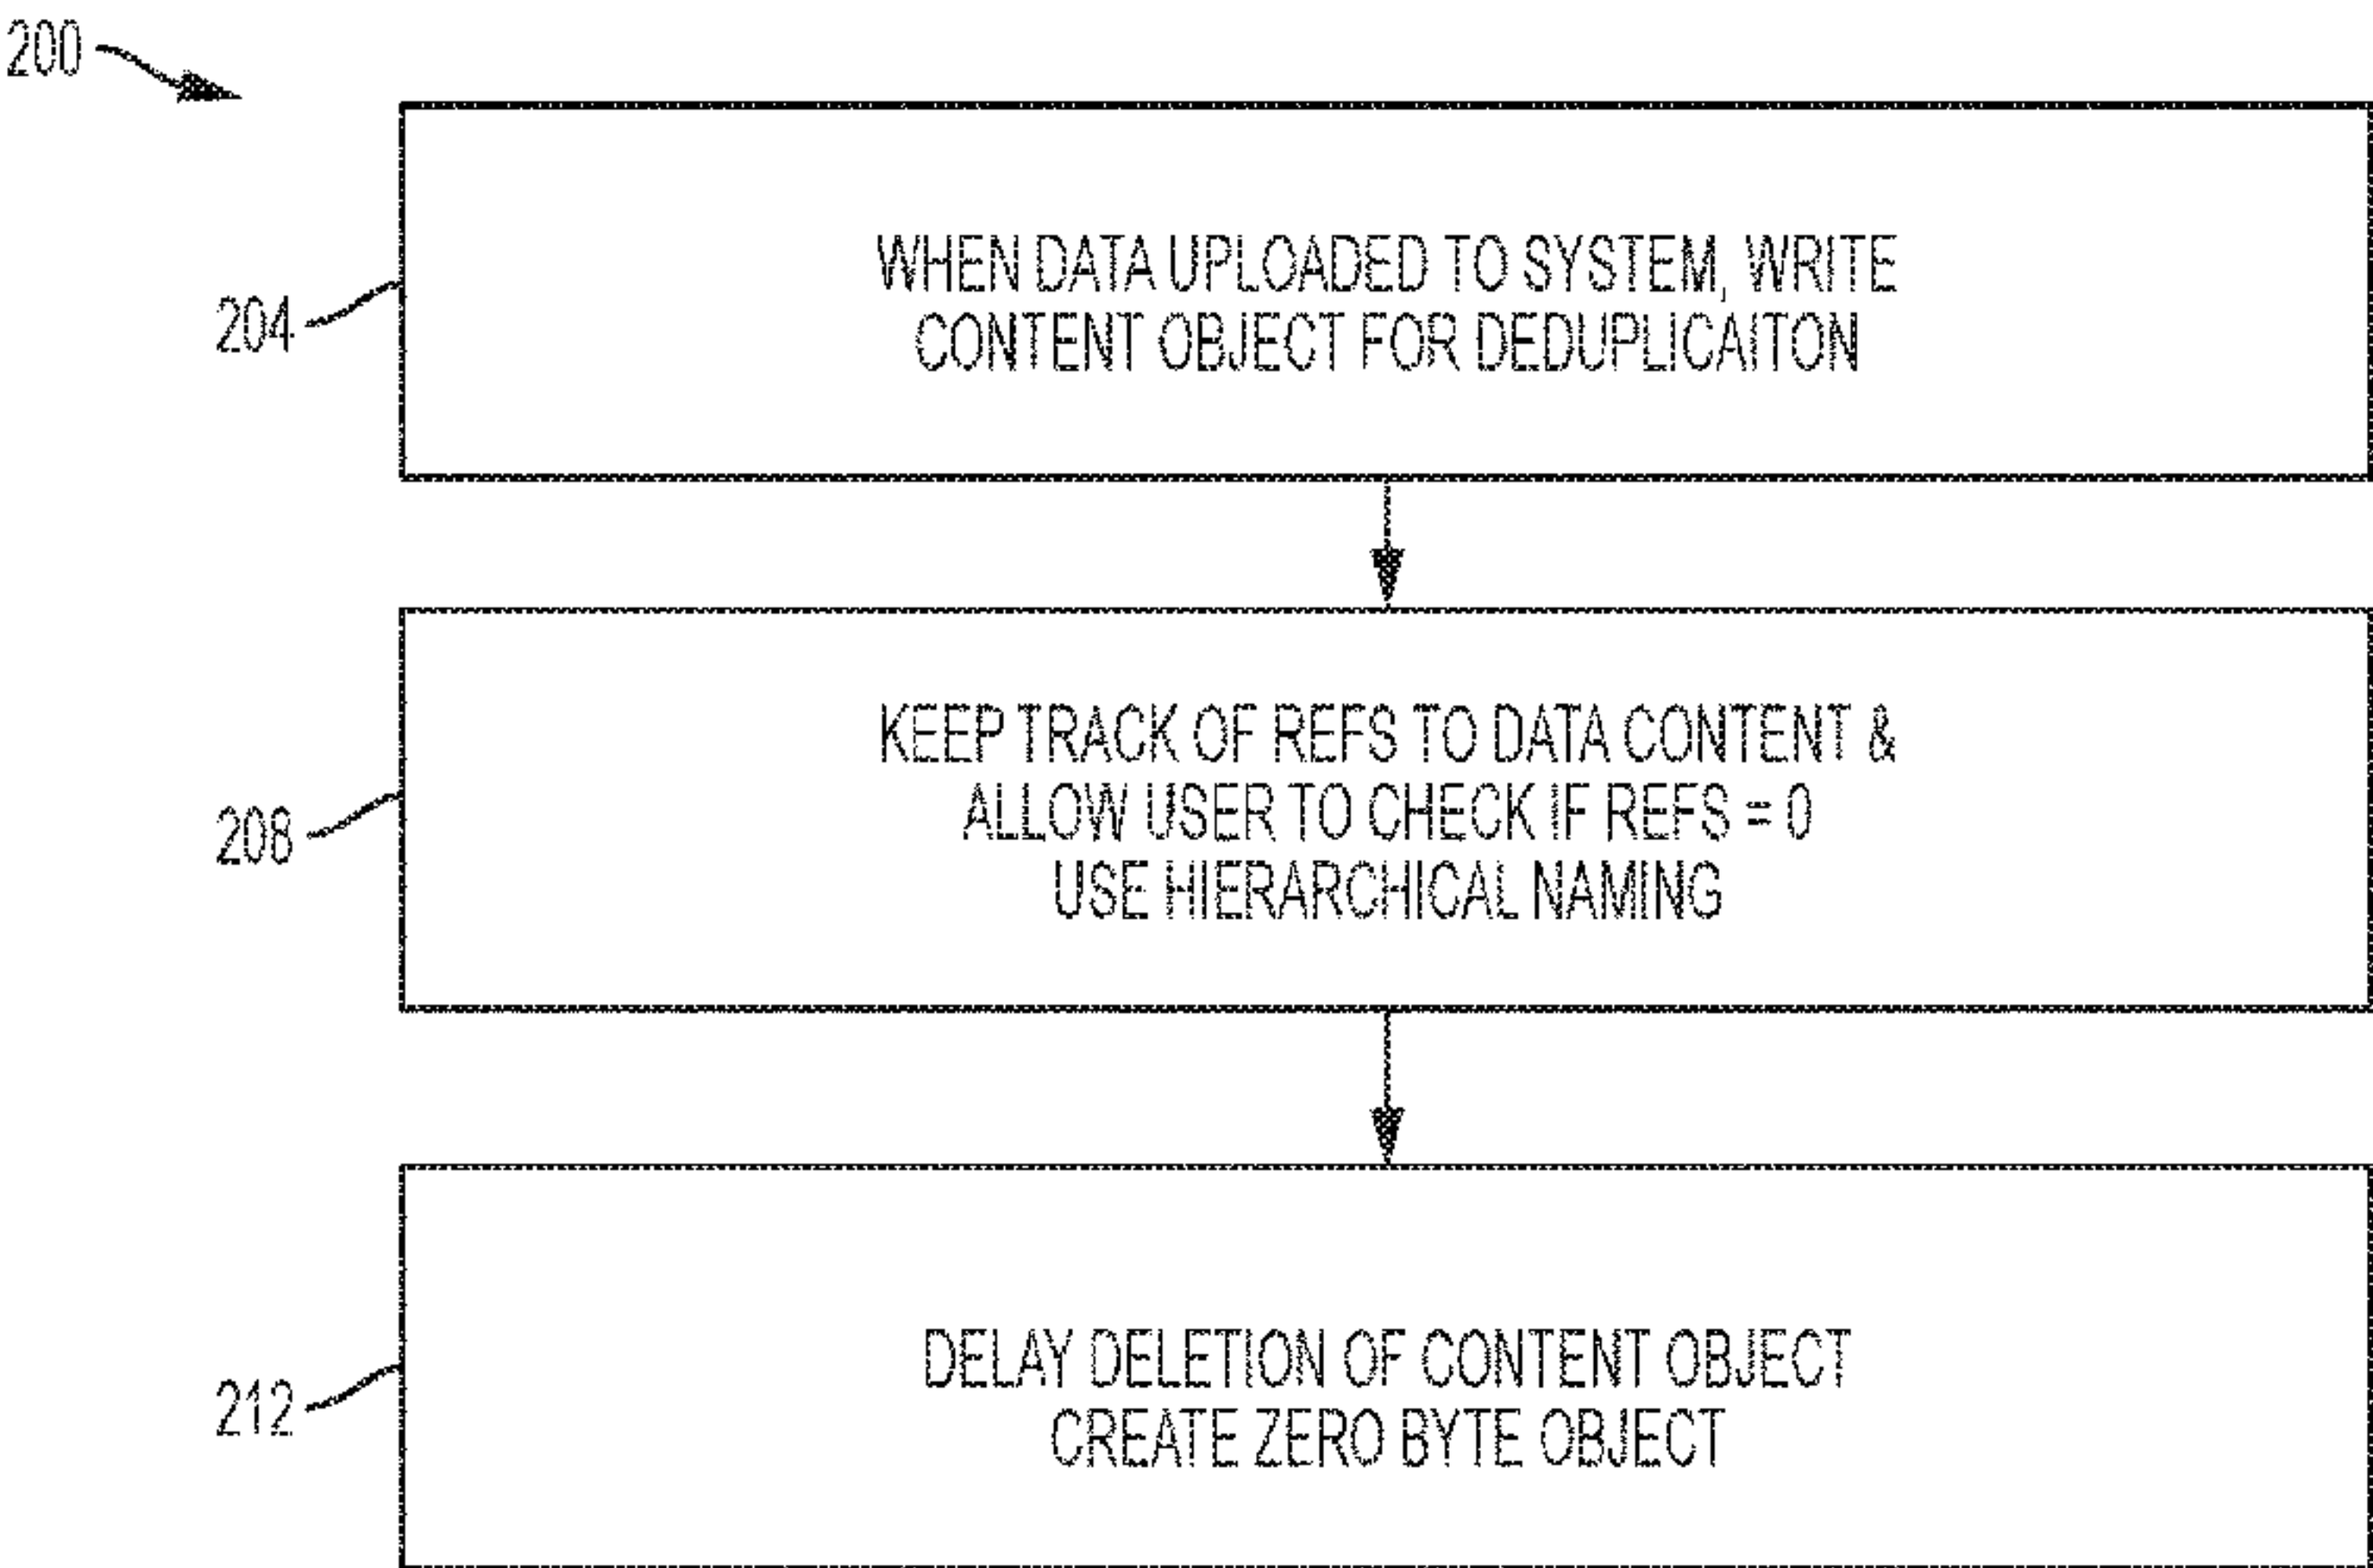 200
204
WHEN DATA UPLOADED TO SYSTEM, WRITE
CONTENT OBJECT FOR DEDUPLICAITON
208
KEEP TRACK OF REFS TO DATA CONTENT &
ALLOW USER TO CHECK IF REFS = 0
USE HIERARCHICAL NAMING
212
DELAY DELETION OF CONTENT OBJECT
CREATE ZERO BYTE OBJECT